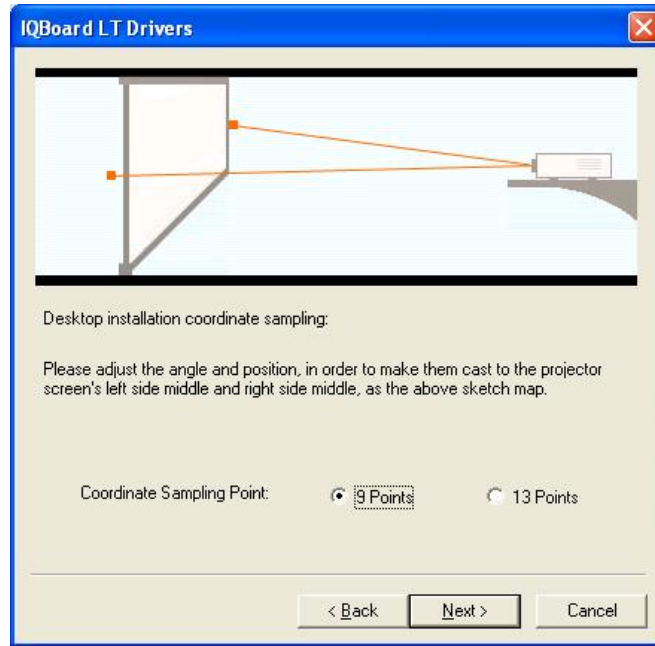 IQBoard LT Drivers
Desktop installation coordinate sampling:
Please adjust the angle and position, in order to make them cast to the projector
screen's left side middle and right side middle, as the above sketch map.
Coordinate Sampling Point: 9 Points 13 Points
< Back Next > Cancel